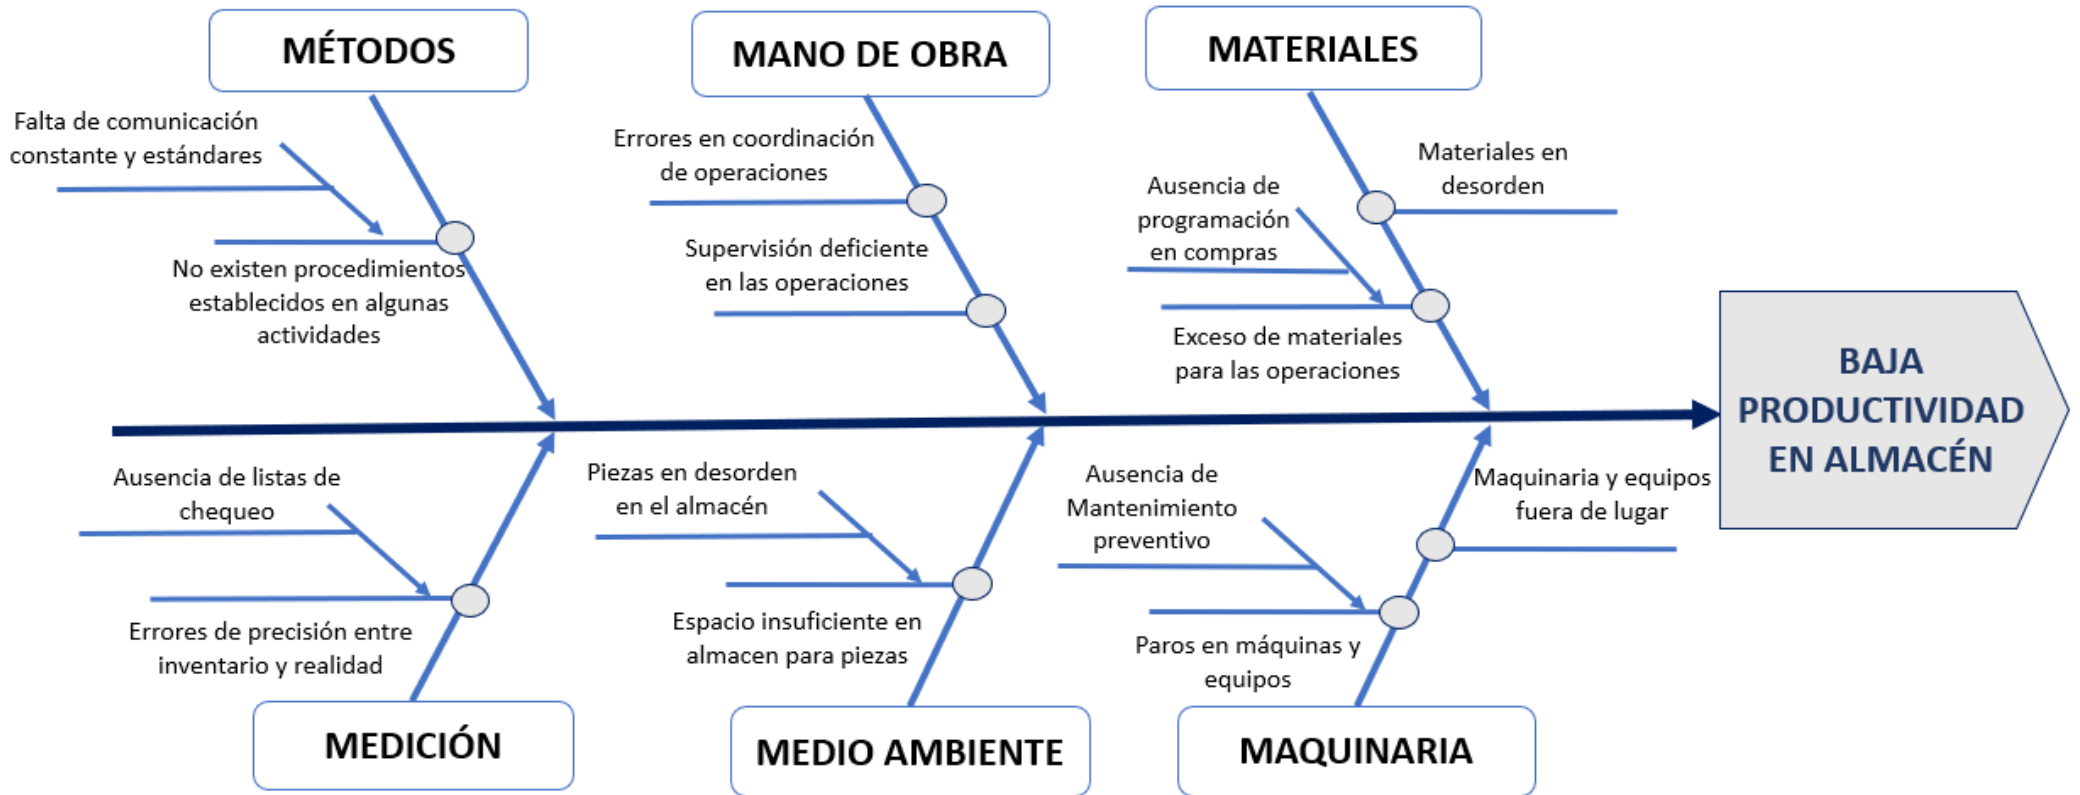 MÉTODOS
MANO DE OBRA
MATERIALES
Falta de comunicación
constante y estándares
No existen procedimientos
establecidos en algunas
actividades
Errores en coordinación
de operaciones
Supervisión deficiente
en las operaciones
Materiales en
desorden
Ausencia de
programación
en compras
Exceso de materiales
para las operaciones
BAJA
PRODUCTIVIDAD
EN ALMACÉN
Ausencia de listas de
chequeo
Errores de precisión entre
inventario y realidad
Piezas en desorden
en el almacén
Espacio insuficiente en
almacen para piezas
Ausencia de
Mantenimiento
preventivo
Paros en máquinas y
equipos
Maquinaria y equipos
fuera de lugar
MEDICIÓN
MEDIO AMBIENTE
MAQUINARIA